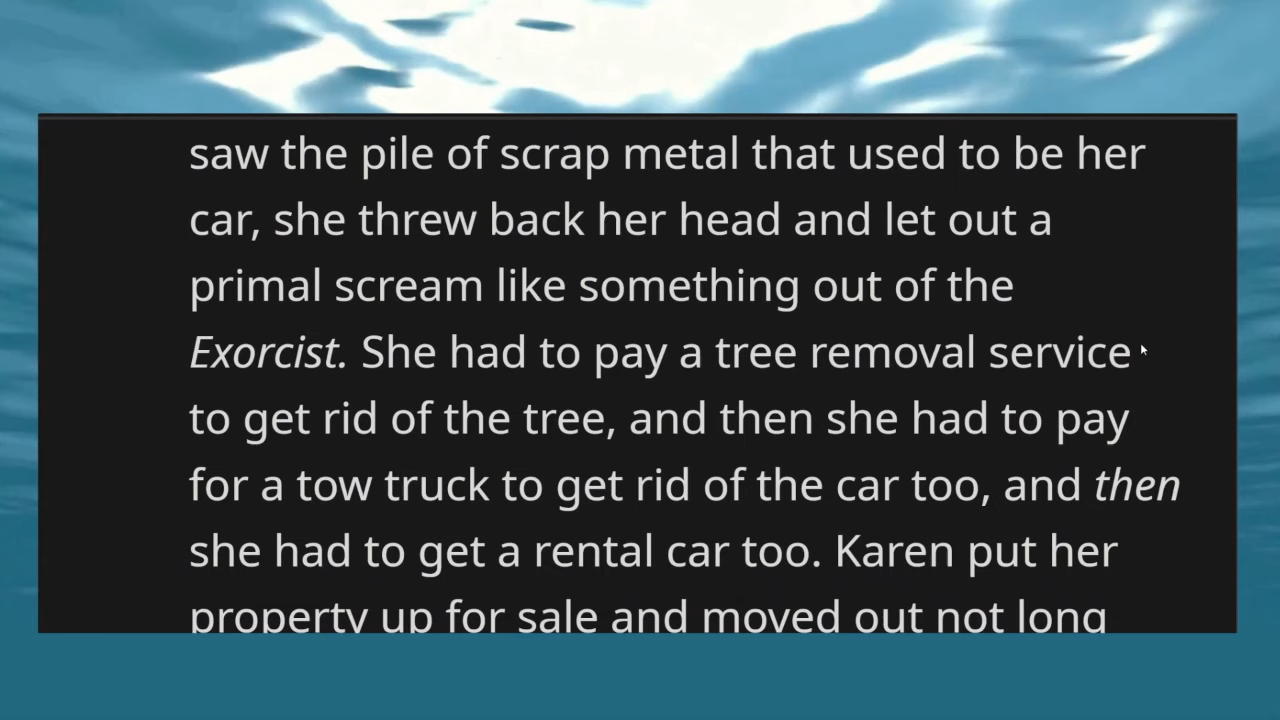 saw the pile of scrap metal that used to be her
car, she threw back her head and let out a
primal scream like something out of the
Exorcist. She had to pay a tree removal service
to get rid of the tree, and then she had to pay
for a tow truck to get rid of the car too, and then
she had to get a rental car too. Karen put her
property up for sale and moved out not long